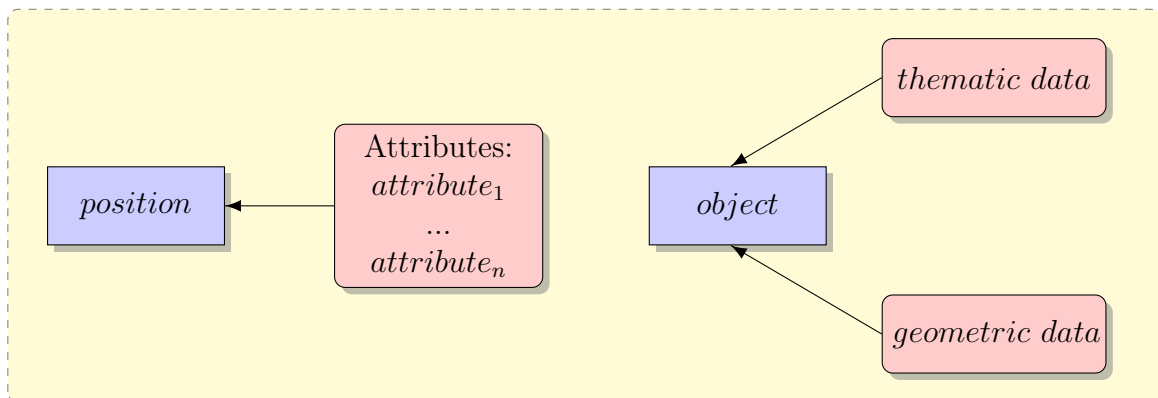 position
Attributes:
attribute₁
...
attributeₙ
object
thematic data
geometric data